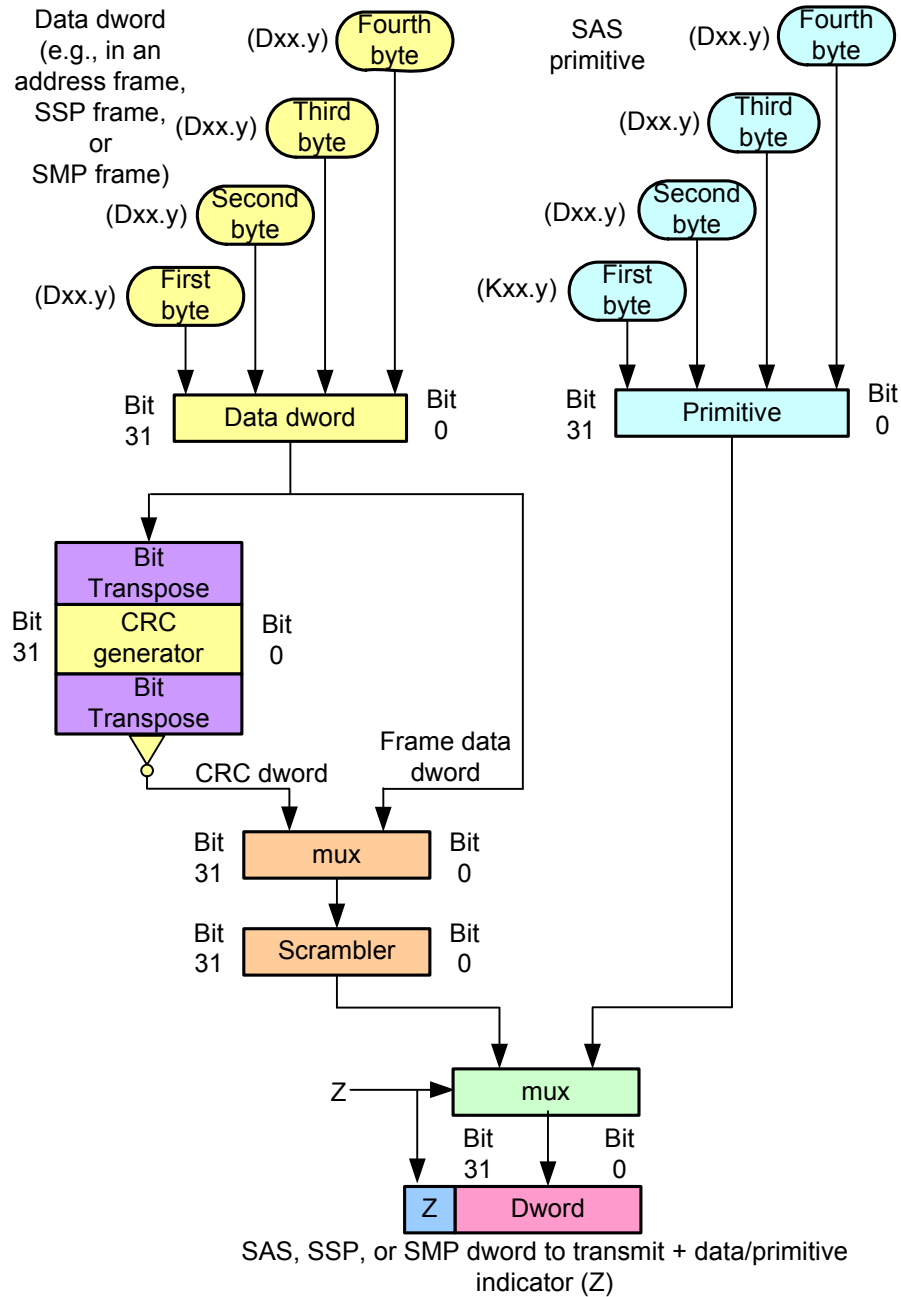 Data dword
(e.g., in an
address frame,
SSP frame,
or
SMP frame)
(Dxx.y)
Fourth
byte
(Dxx.y)
Third
byte
(Dxx.y)
Second
byte
(Dxx.y)
First
byte
Bit
31
Data dword
Bit
0
SAS
primitive
(Dxx.y)
Fourth
byte
(Dxx.y)
Third
byte
(Dxx.y)
Second
byte
(Kxx.y)
First
byte
Bit
31
Primitive
Bit
0
Bit
Transpose
Bit
31
CRC
generator
Bit
0
Bit
Transpose
CRC dword
Frame data
dword
Bit
31
mux
Bit
0
Bit
31
Scrambler
Bit
0
Z
mux
Bit
31
Bit
0
Z
Dword
SAS, SSP, or SMP dword to transmit + data/primitive
indicator (Z)